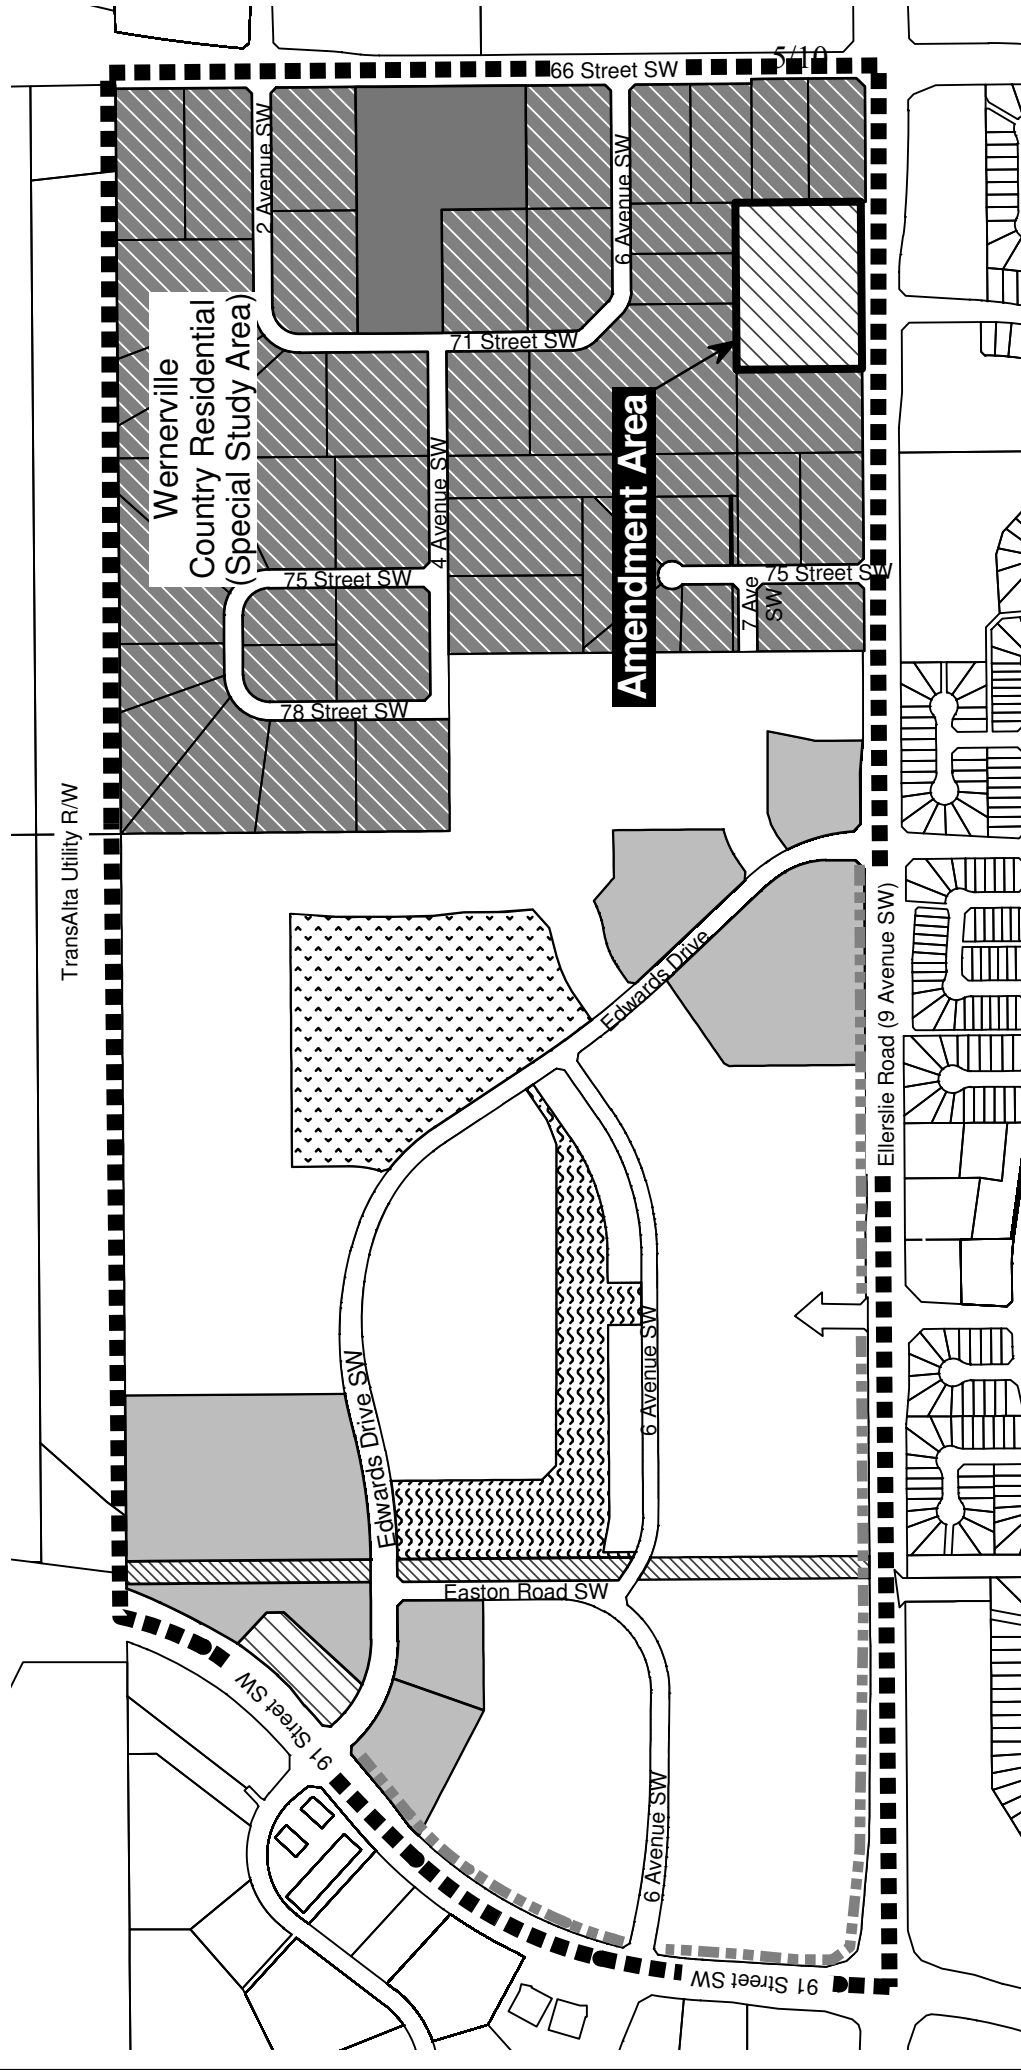 5/10
66 Street SW
2 Avenue SW
6 Avenue SW
71 Street SW
Wernerville
Country Residential
(Special Study Area)
Amendment Area
4 Avenue SW
75 Street SW
75 Street SW
7 Ave
SW
78 Street SW
TransAlta Utility R/W
Edwards Drive
Ellerslie Road (9 Avenue SW)
6 Avenue SW
Edwards Drive SW
Easton Road SW
91 Street SW
6 Avenue SW
91 Street SW